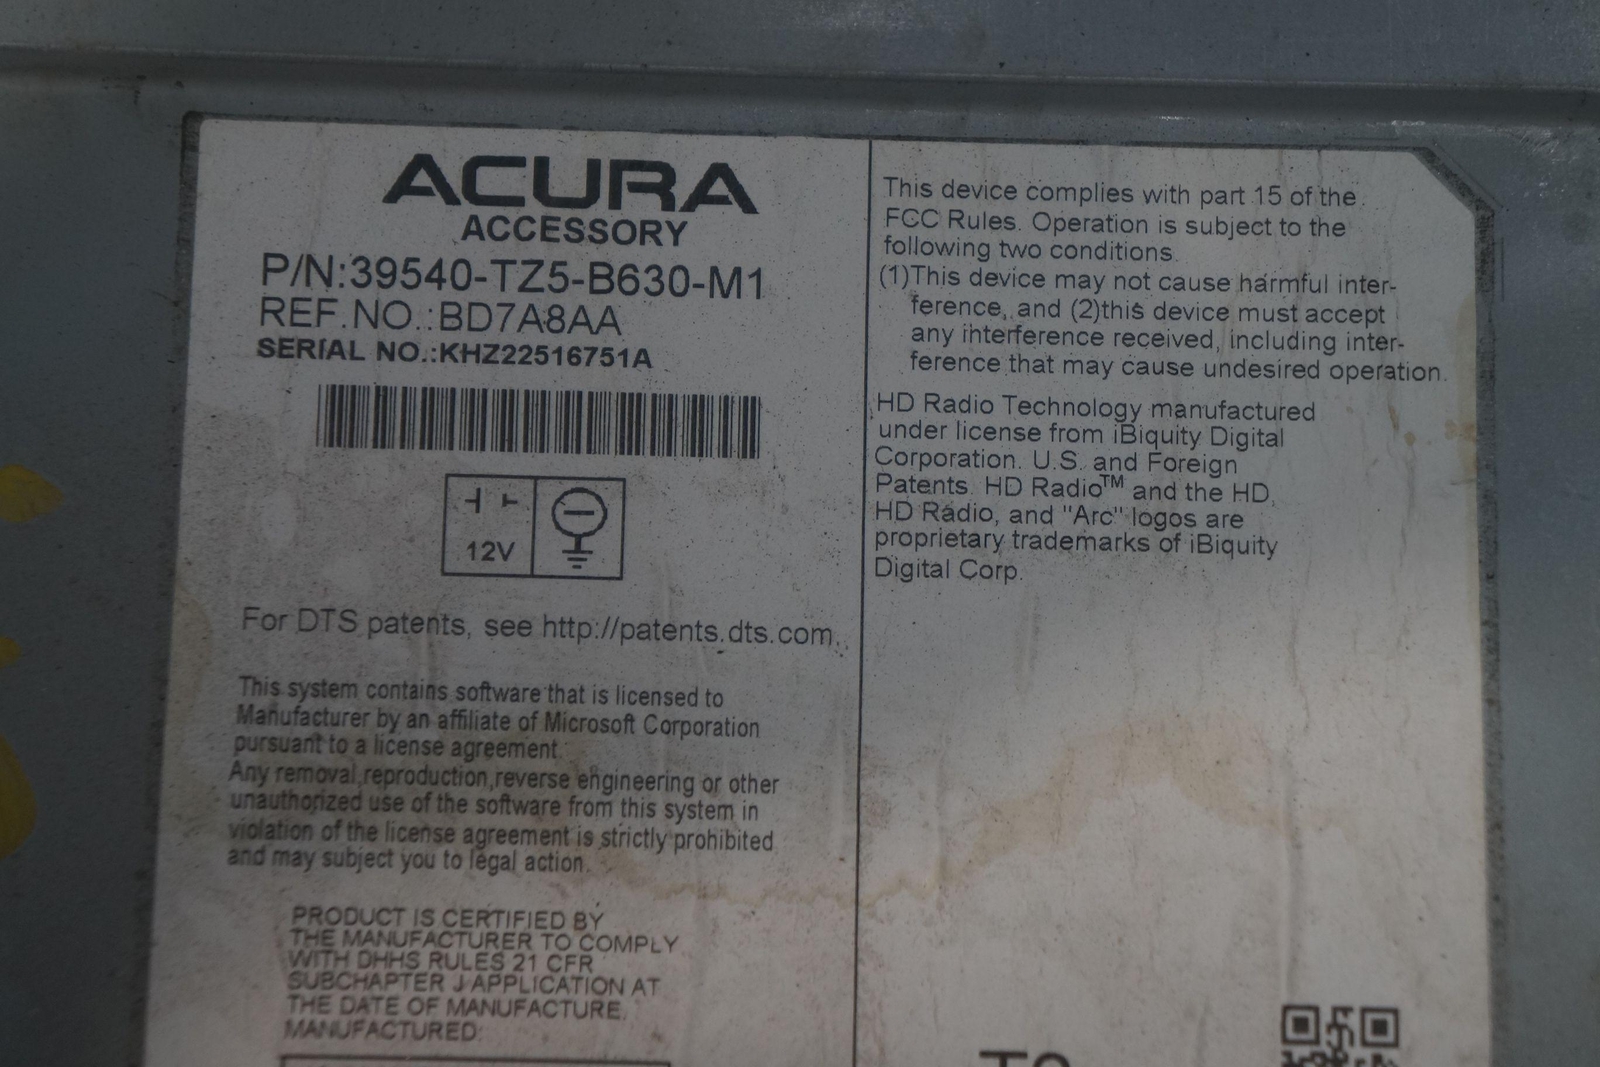 ACURA
ACCESSORY
P/N:39540-TZ5-B630-M1
REF.NO.:BD7A8AA
SERIAL NO.:KHZ22516751A
12V
For DTS patents, see http://patents.dts.com.
This system contains software that is licensed to
Manufacturer by an affiliate of Microsoft Corporation
pursuant to a license agreement.
Any removal,reproduction,reverse engineering or other
unauthorized use of the software from this system in
violation of the license agreement is strictly prohibited
and may subject you to legal action.
PRODUCT IS CERTIFIED BY
THE MANUFACTURER TO COMPLY
WITH DHHS RULES 21 CFR
SUBCHAPTER J APPLICATION AT
THE DATE OF MANUFACTURE.
MANUFACTURED:
This device complies with part 15 of the
FCC Rules. Operation is subject to the
following two conditions.
(1)This device may not cause harmful inter-
ference, and (2)this device must accept
any interference received, including inter-
ference that may cause undesired operation.
HD Radio Technology manufactured
under license from iBiquity Digital
Corporation. U.S. and Foreign
Patents. HD Radio™ and the HD,
HD Radio, and "Arc" logos are
proprietary trademarks of iBiquity
Digital Corp.